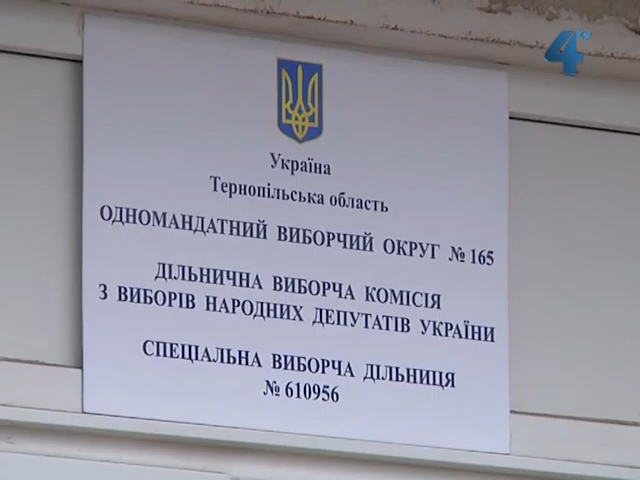 4 TV
Україна
Тернопільська область
ОДНОМАНДАТНИЙ ВИБОРЧИЙ ОКРУГ № 165
ДІЛЬНИЧНА ВИБОРЧА КОМІСІЯ
З ВИБОРІВ НАРОДНИХ ДЕПУТАТІВ УКРАЇНИ
СПЕЦІАЛЬНА ВИБОРЧА ДІЛЬНИЦЯ
№ 610956